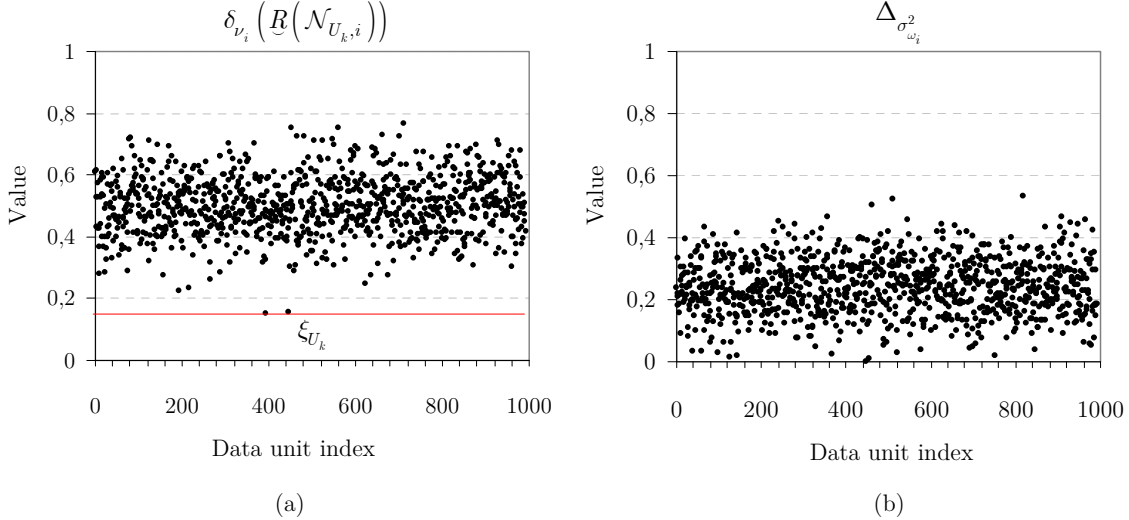 δ_{ν_i}(R̰(𝒩_{U_k,i}))
1
0,8
0,6
0,4
0,2
0
Value
ξ_{U_k}
0 200 400 600 800 1000
Data unit index
(a)
Δ_{σ²_{ω_i}}
1
0,8
0,6
0,4
0,2
0
Value
0 200 400 600 800 1000
Data unit index
(b)